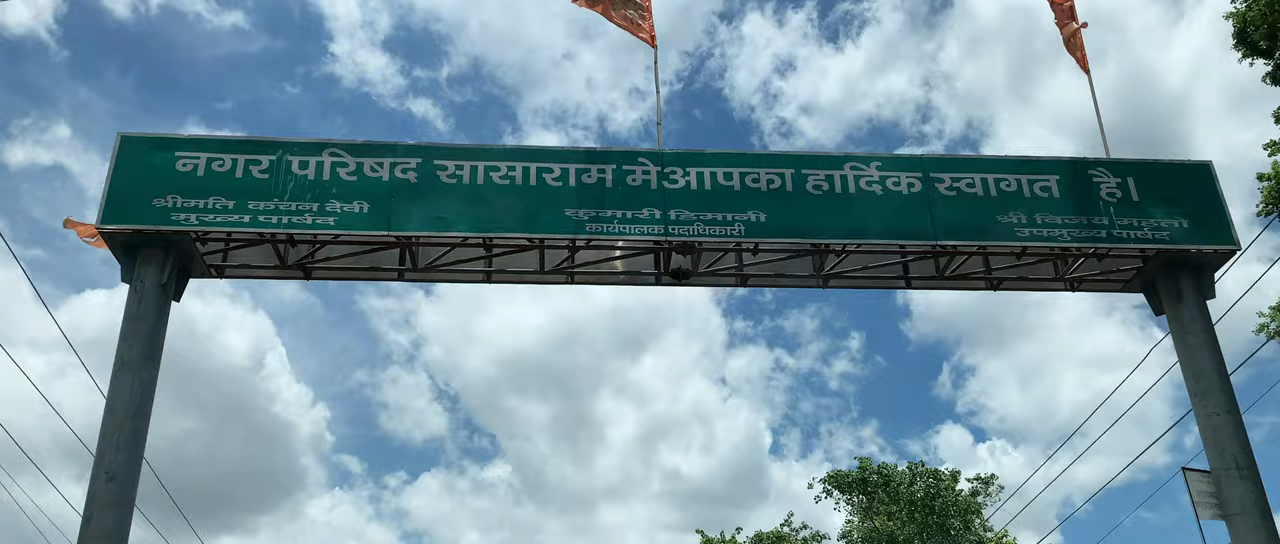 नगर परिषद सासाराम मे आपका हार्दिक स्वागत है।
श्रीमति कंचन देवी
मुख्य पार्षद
कुमारी हिमानी
कार्यपालक पदाधिकारी
श्री विजय महतो
उपमुख्य पार्षद